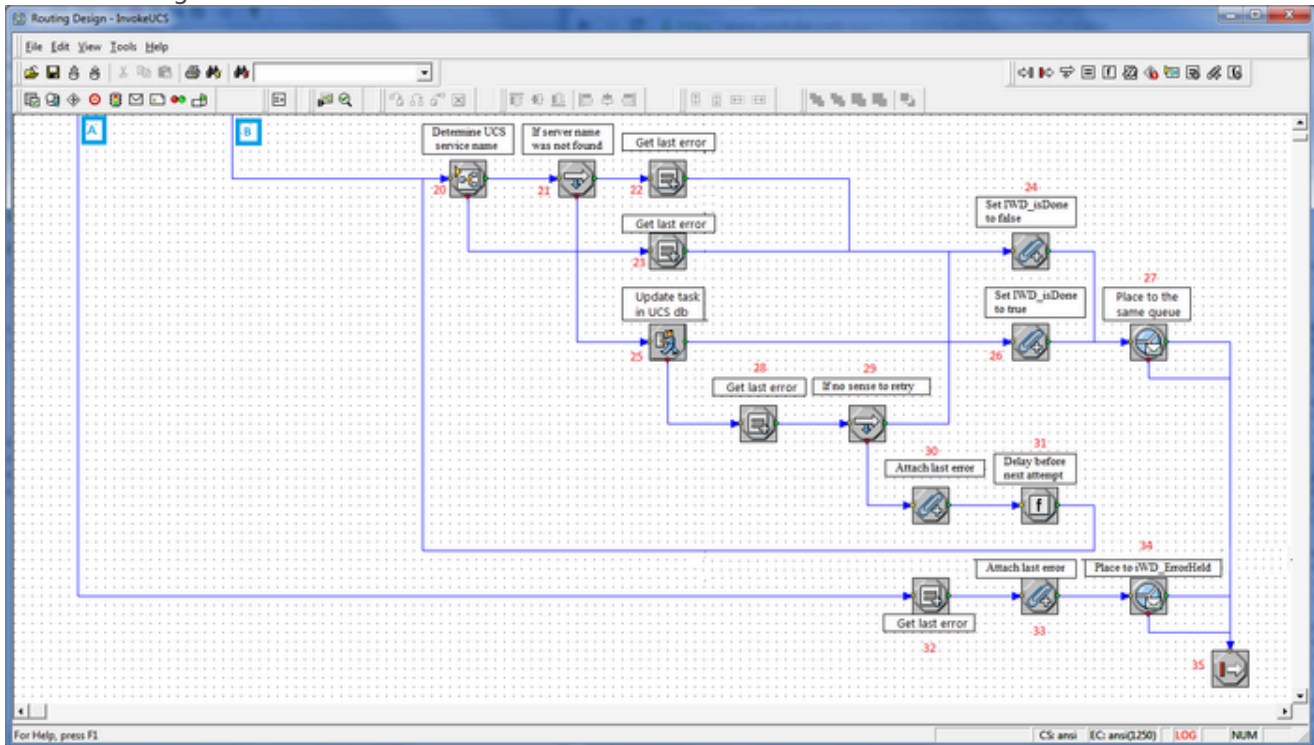 Routing Design - InvokeUCS
File Edit View Tools Help
A
B
Determine UCS
service name
If server name
was not found
Get last error
20
21
22
24
Set IWD_isDone
to false
Get last error
23
27
Update task
in UCS db
Set IWD_isDone
to true
Place to the
same queue
25
26
28
29
Get last error
If no sense to retry
30
31
Attach last error
Delay before
next attempt
f
34
Attach last error
Place to iWD_ErrorHeld
Get last error
33
32
35
For Help, press F1
CS: ansi
EC: ansi(1250)
LOG
NUM